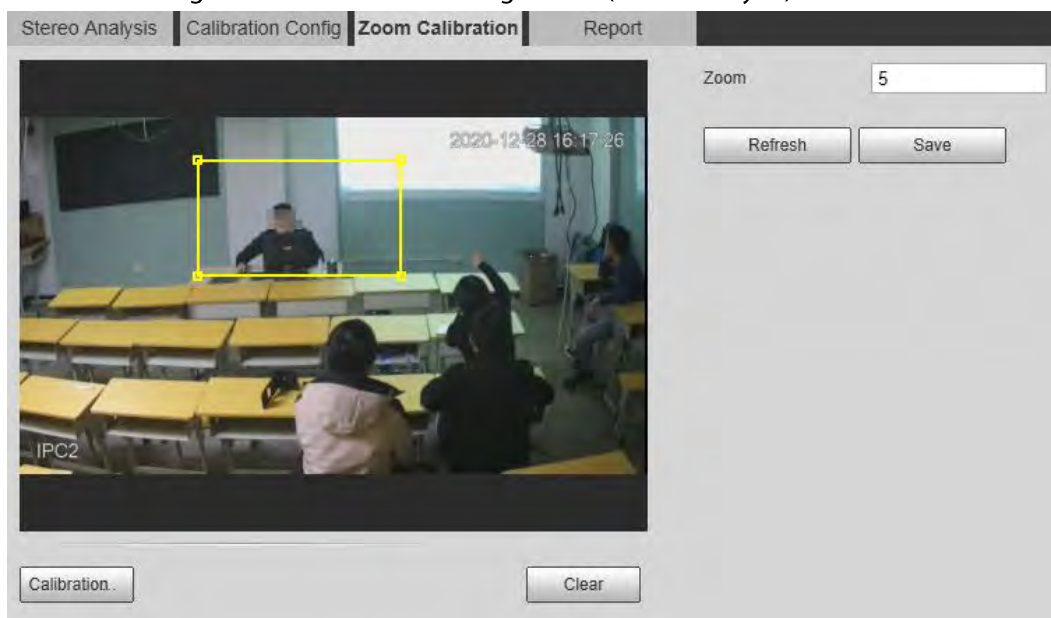 Stereo Analysis Calibration Config Zoom Calibration Report
Zoom 5
2020-12-28 16:17:26
Refresh Save
IPC2
Calibration..
Clear